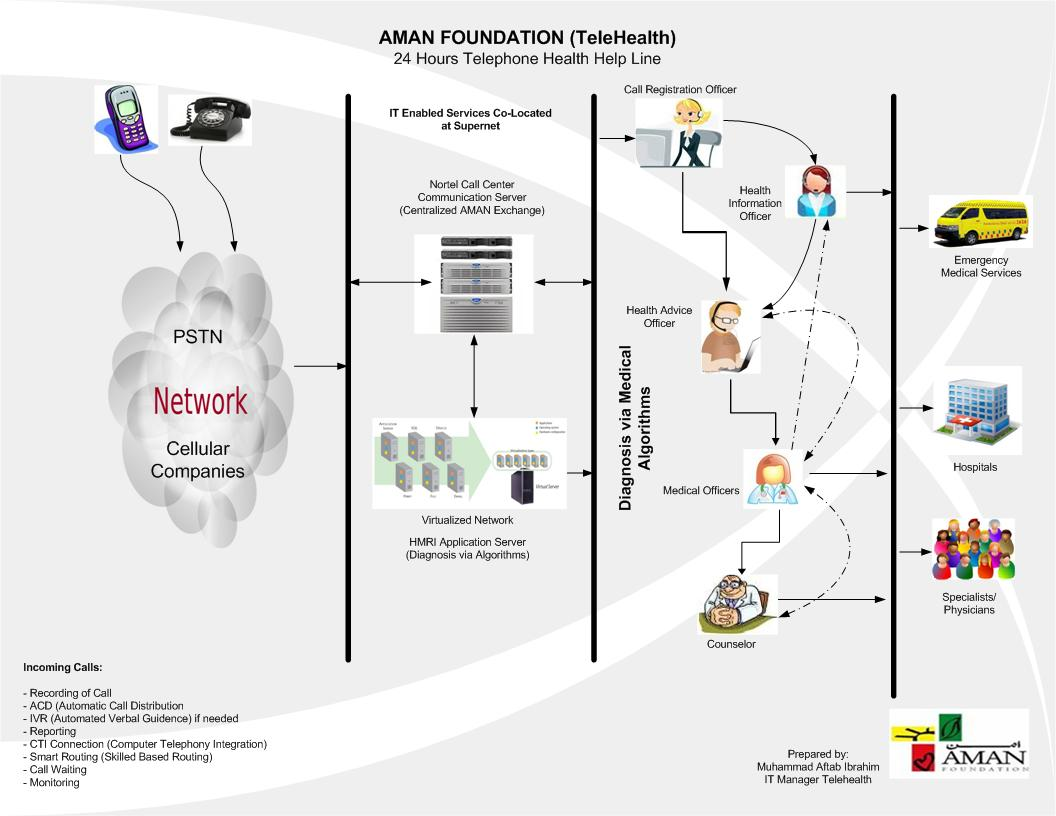 AMAN FOUNDATION (TeleHealth)
24 Hours Telephone Health Help Line
IT Enabled Services Co-Located
at Supernet
Nortel Call Center
Communication Server
(Centralized AMAN Exchange)
PSTN
Network
Cellular
Companies
VirtualServer
Virtualized Network
HMRI Application Server
(Diagnosis via Algorithms)
Call Registration Officer
Health
Information
Officer
Health Advice
Officer
Diagnosis via Medical
Algorithms
Medical Officers
Counselor
Emergency
Medical Services
Hospitals
Specialists/
Physicians
Incoming Calls:
- Recording of Call
- ACD (Automatic Call Distribution
- IVR (Automated Verbal Guidance) if needed
- Reporting
- CTI Connection (Computer Telephony Integration)
- Smart Routing (Skilled Based Routing)
- Call Waiting
- Monitoring
Prepared by:
Muhammad Aftab Ibrahim
IT Manager Telehealth
AMAN
FOUNDATION